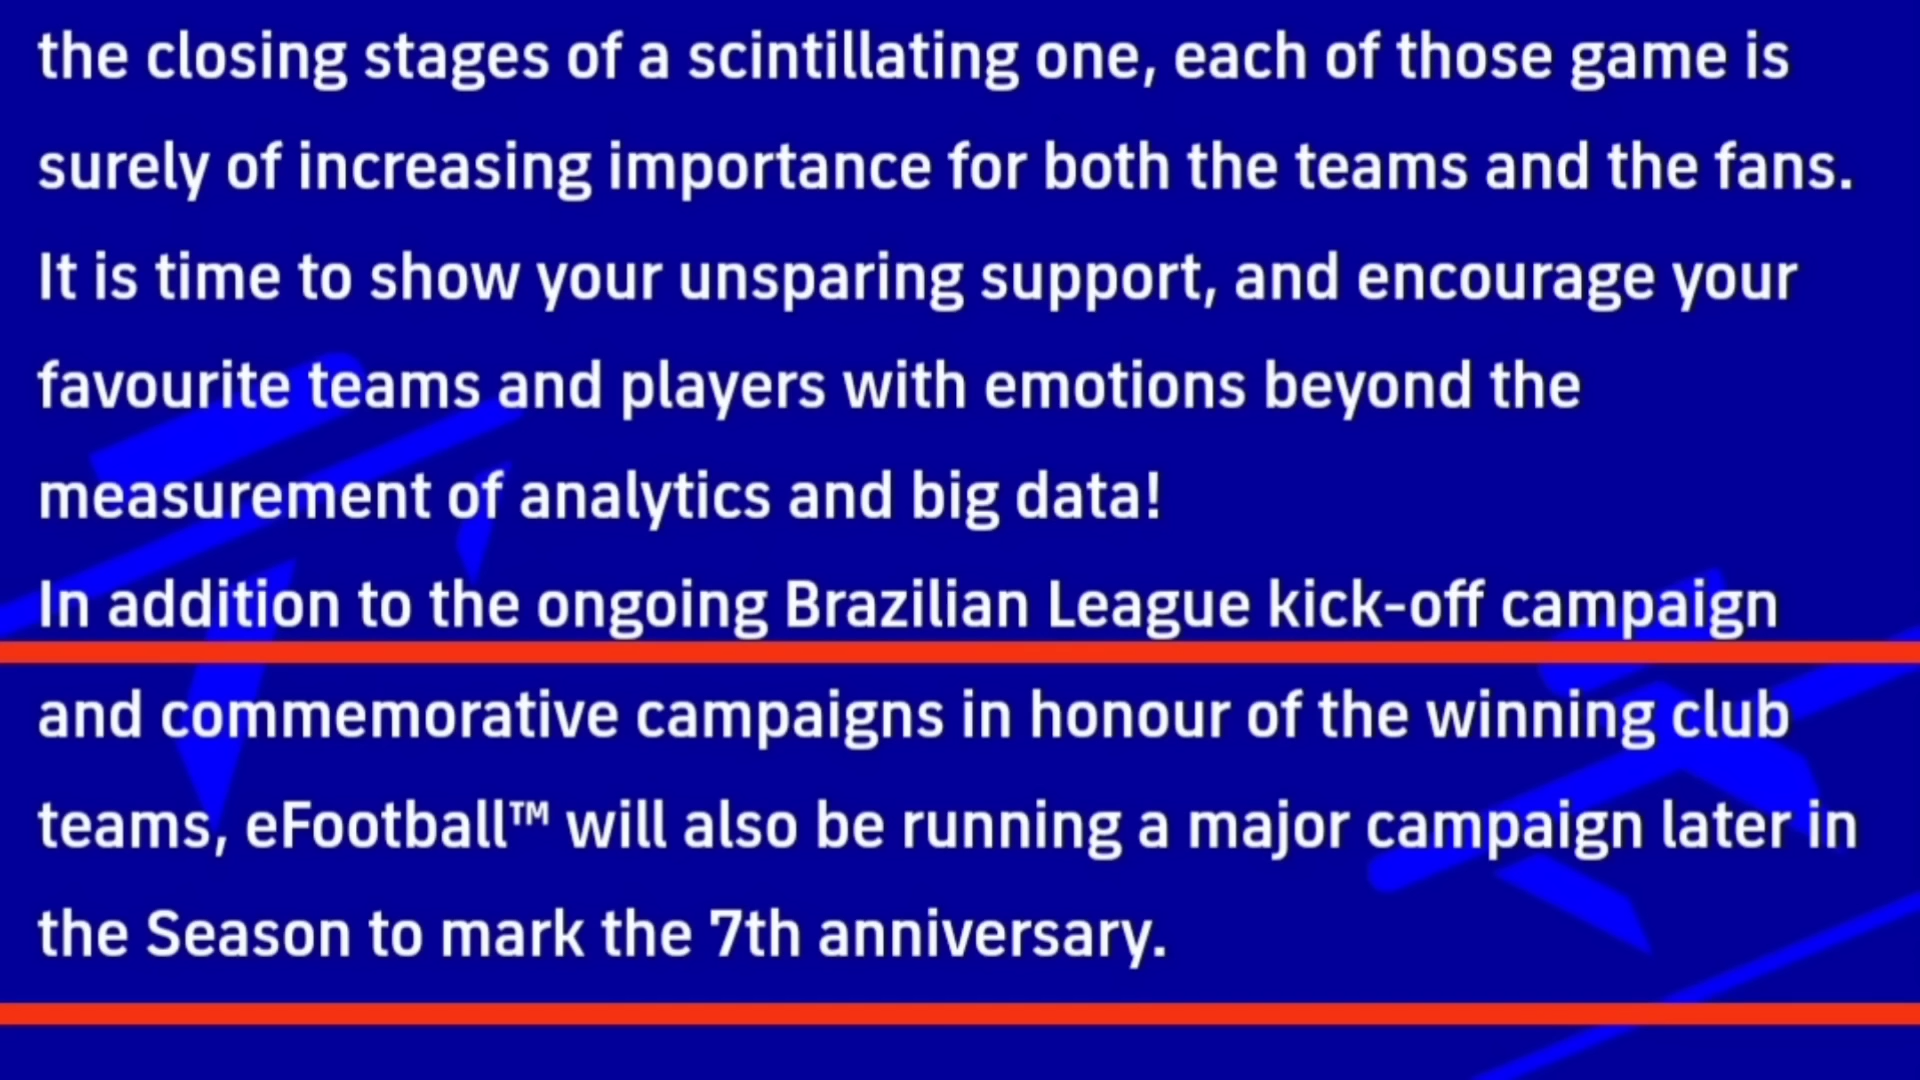 the closing stages of a scintillating one, each of those game is
surely of increasing importance for both the teams and the fans.
It is time to show your unsparing support, and encourage your
favourite teams and players with emotions beyond the
measurement of analytics and big data!
In addition to the ongoing Brazilian League kick-off campaign
and commemorative campaigns in honour of the winning club
teams, eFootball™ will also be running a major campaign later in
the Season to mark the 7th anniversary.